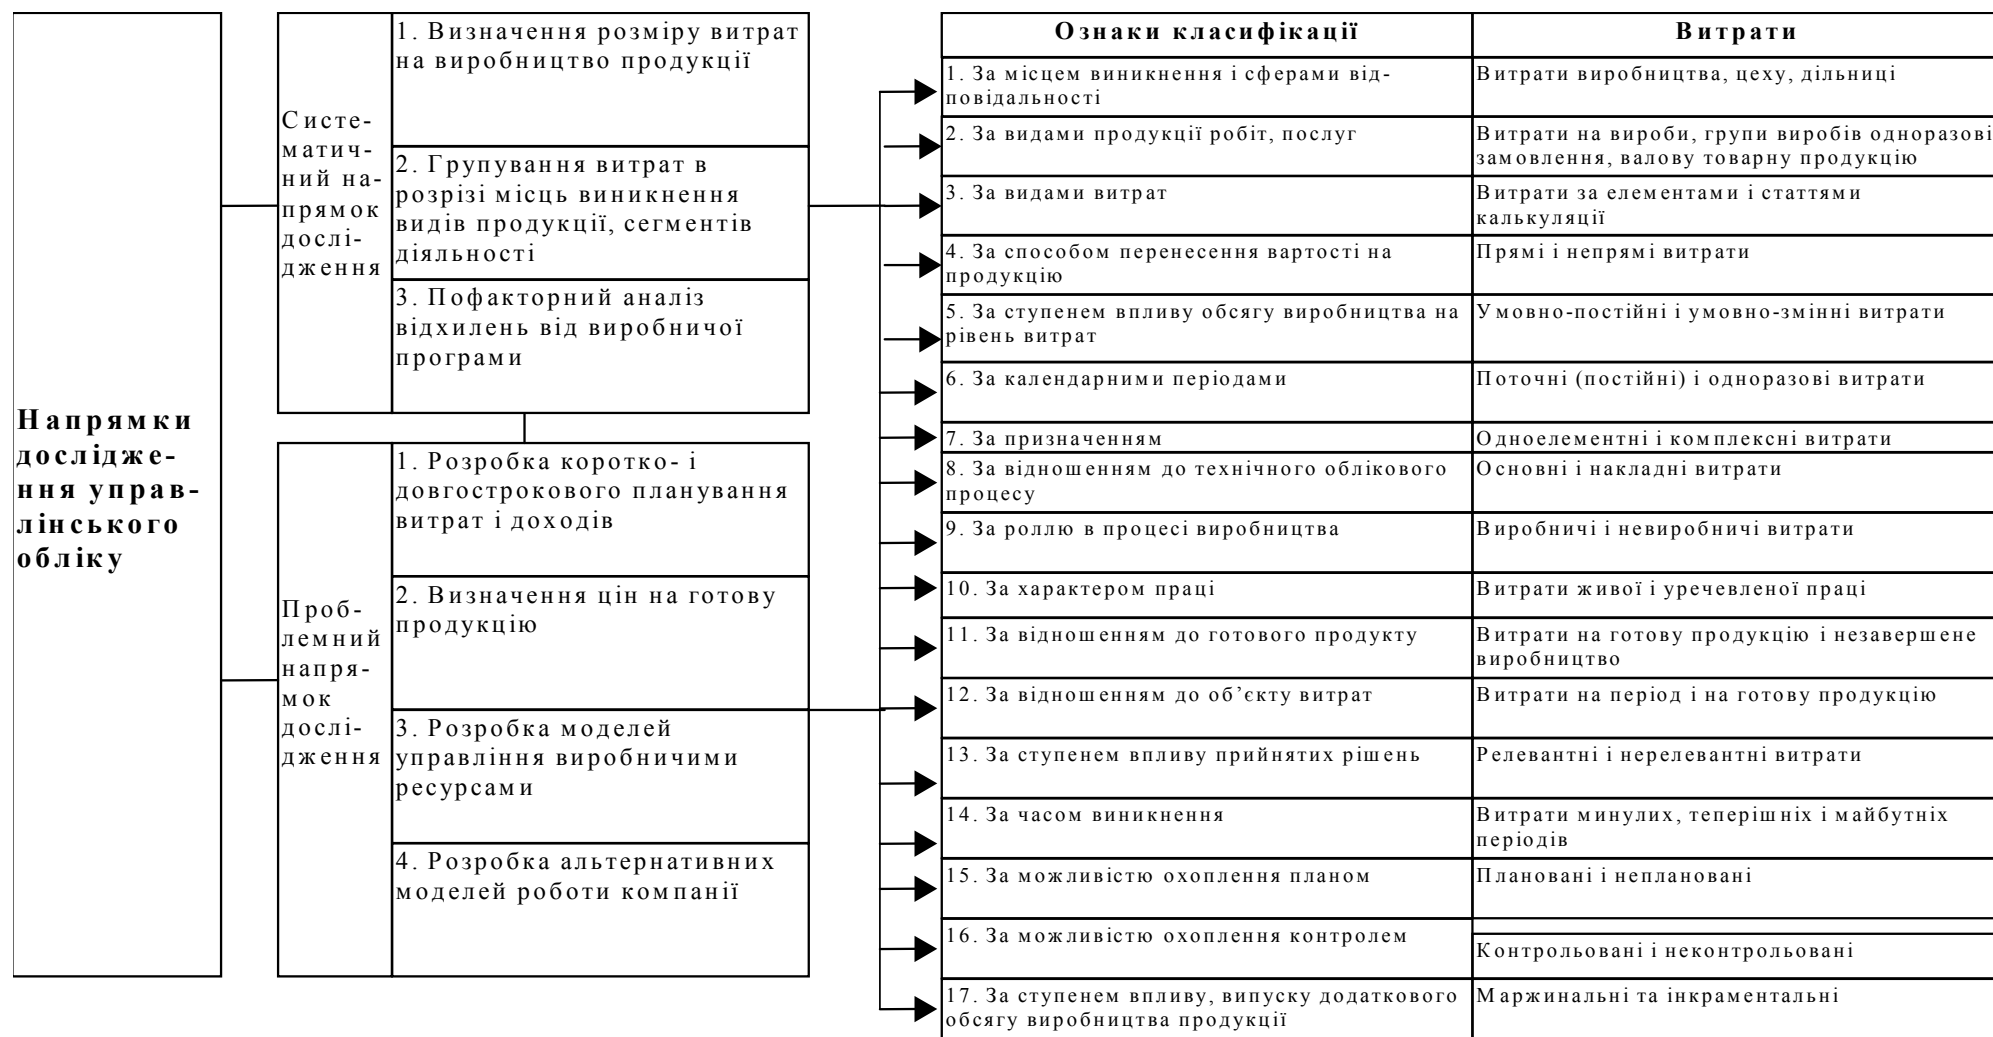 Напрямки
дослідже-
ння управ-
лінського
обліку
Систе-
матич-
ний на-
прямок
дослі-
дження
1. Визначення розміру витрат
на виробництво продукції
2. Групування витрат в
розрізі місць виникнення
видів продукції, сегментів
діяльності
3. Пофакторний аналіз
відхилень від виробничої
програми
Проб-
лемний
напря-
мок
дослі-
дження
1. Розробка коротко- і
довгострокового планування
витрат і доходів
2. Визначення цін на готову
продукцію
3. Розробка моделей
управління виробничими
ресурсами
4. Розробка альтернативних
моделей роботи компанії
Ознаки класифікації
Витрати
1. За місцем виникнення і сферами від-
повідальності
Витрати виробництва, цеху, дільниці
2. За видами продукції робіт, послуг
Витрати на вироби, групи виробів одноразові
замовлення, валову товарну продукцію
3. За видами витрат
Витрати за елементами і статтями
калькуляції
4. За способом перенесення вартості на
продукцію
Прямі і непрямі витрати
5. За ступенем впливу обсягу виробництва на
рівень витрат
Умовно-постійні і умовно-змінні витрати
6. За календарними періодами
Поточні (постійні) і одноразові витрати
7. За призначенням
Одноелементні і комплексні витрати
8. За відношенням до технічного облікового
процесу
Основні і накладні витрати
9. За роллю в процесі виробництва
Виробничі і невиробничі витрати
10. За характером праці
Витрати живої і уречевленої праці
11. За відношенням до готового продукту
Витрати на готову продукцію і незавершене
виробництво
12. За відношенням до об’єкту витрат
Витрати на період і на готову продукцію
13. За ступенем впливу прийнятих рішень
Релевантні і нерелевантні витрати
14. За часом виникнення
Витрати минулих, теперішніх і майбутніх
періодів
15. За можливістю охоплення планом
Плановані і неплановані
16. За можливістю охоплення контролем
Контрольовані і неконтрольовані
17. За ступенем впливу, випуску додаткового
обсягу виробництва продукції
Маржинальні та інкраментальні